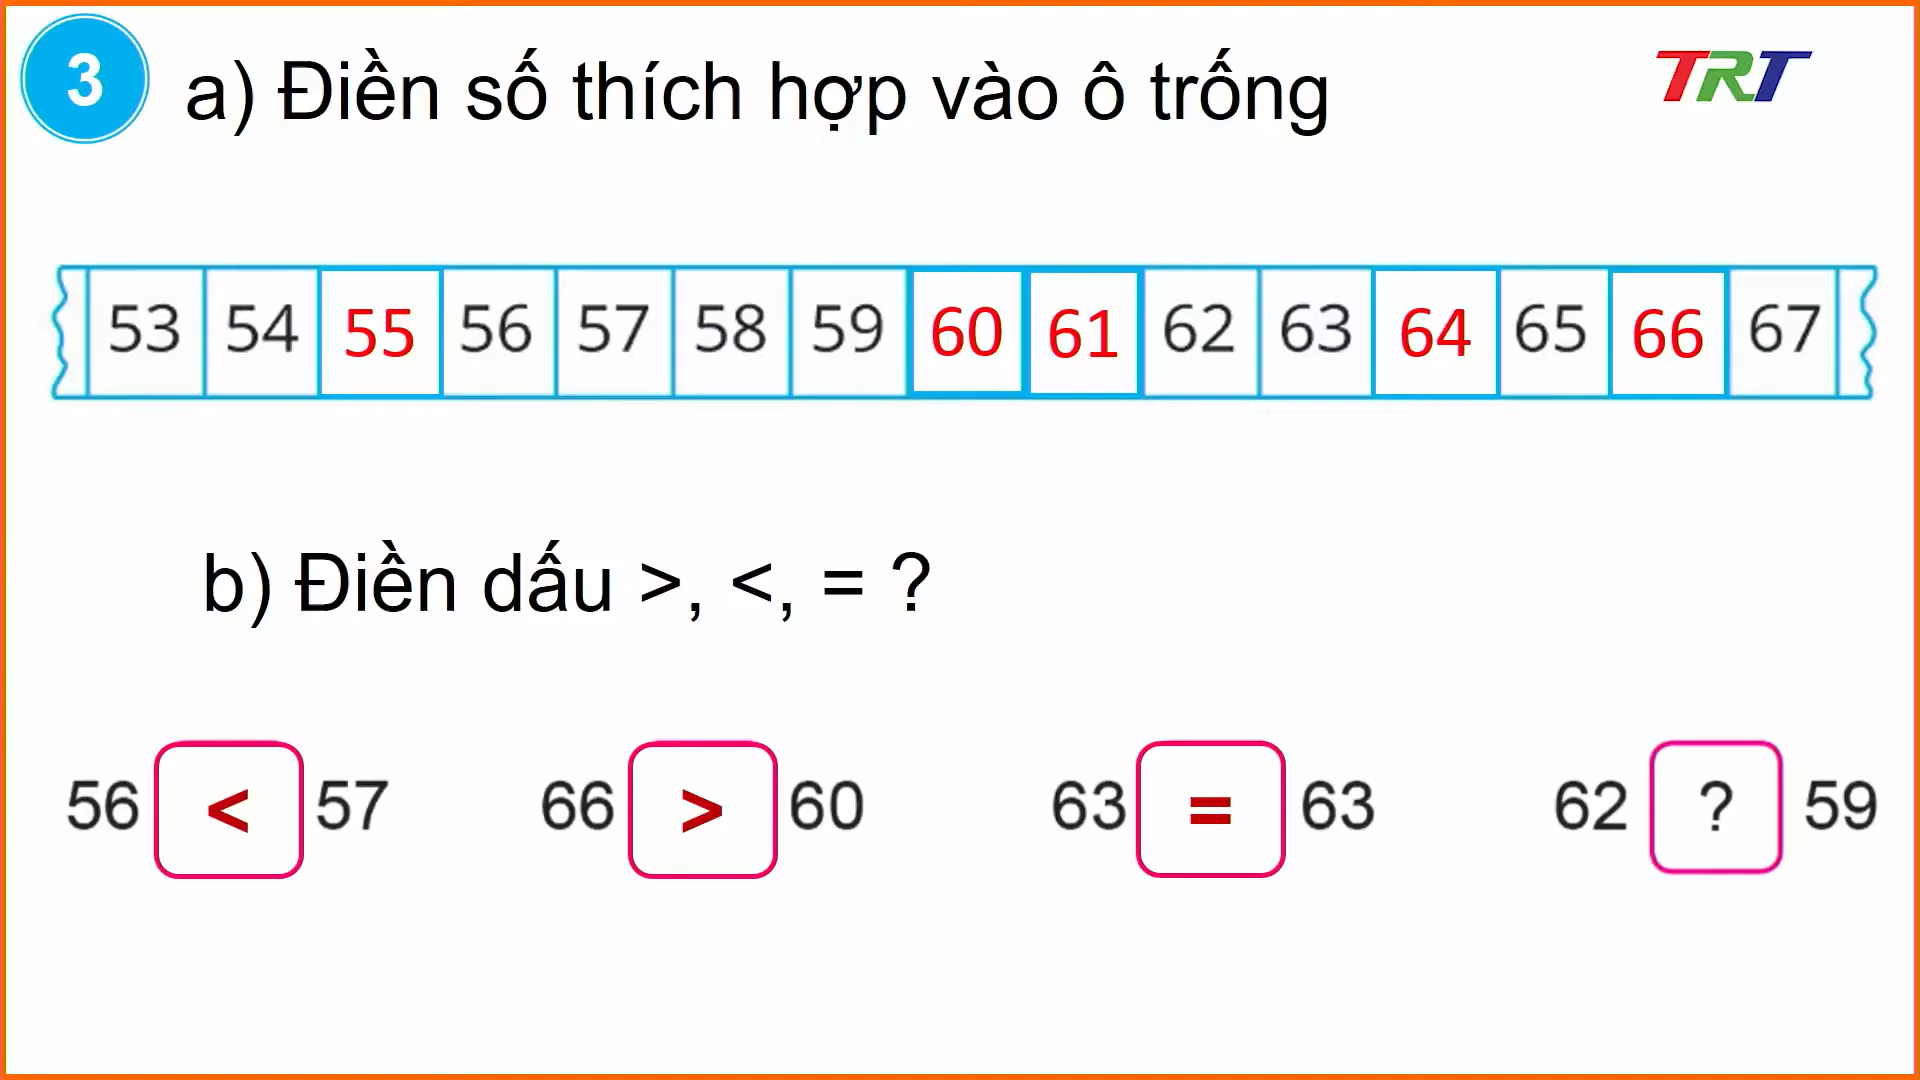 3 a) Điền số thích hợp vào ô trống TRT
53 54 55 56 57 58 59 60 61 62 63 64 65 66 67
b) Điền dấu >, <, = ?
56 < 57 66 > 60 63 = 63 62 ? 59